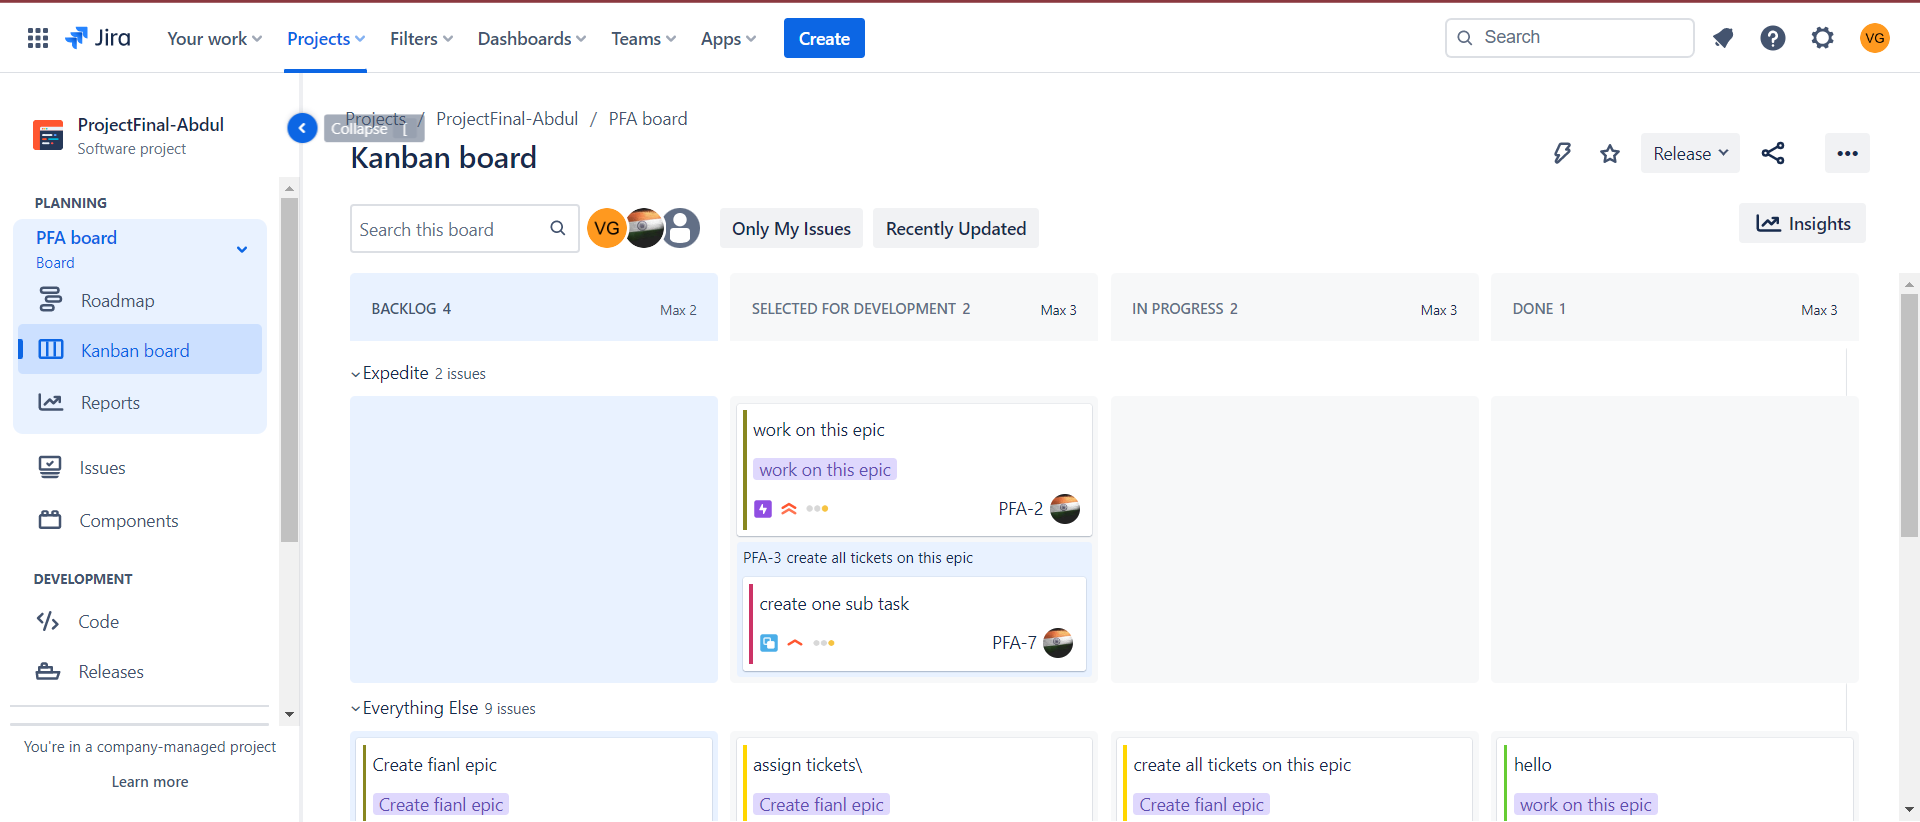 Jira
Your work
Projects
Filters
Dashboards
Teams
Apps
Create
Search
VG
ProjectFinal-Abdul
Software project
Collapse [
Projects / ProjectFinal-Abdul / PFA board
Kanban board
Release
PLANNING
PFA board
Board
Roadmap
Kanban board
Reports
Issues
Components
DEVELOPMENT
Code
Releases
You're in a company-managed project
Learn more
Search this board
VG
Only My Issues
Recently Updated
Insights
BACKLOG 4 Max 2
SELECTED FOR DEVELOPMENT 2 Max 3
IN PROGRESS 2 Max 3
DONE 1 Max 3
Expedite 2 issues
work on this epic
work on this epic
PFA-2
PFA-3 create all tickets on this epic
create one sub task
PFA-7
Everything Else 9 issues
Create fianl epic
Create fianl epic
assign tickets\
Create fianl epic
create all tickets on this epic
Create fianl epic
hello
work on this epic